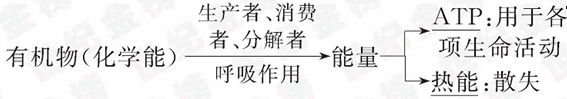 生产者、消费
者、分解者
有机物(化学能)
呼吸作用
能量
ATP:用于各
项生命活动
热能:散失